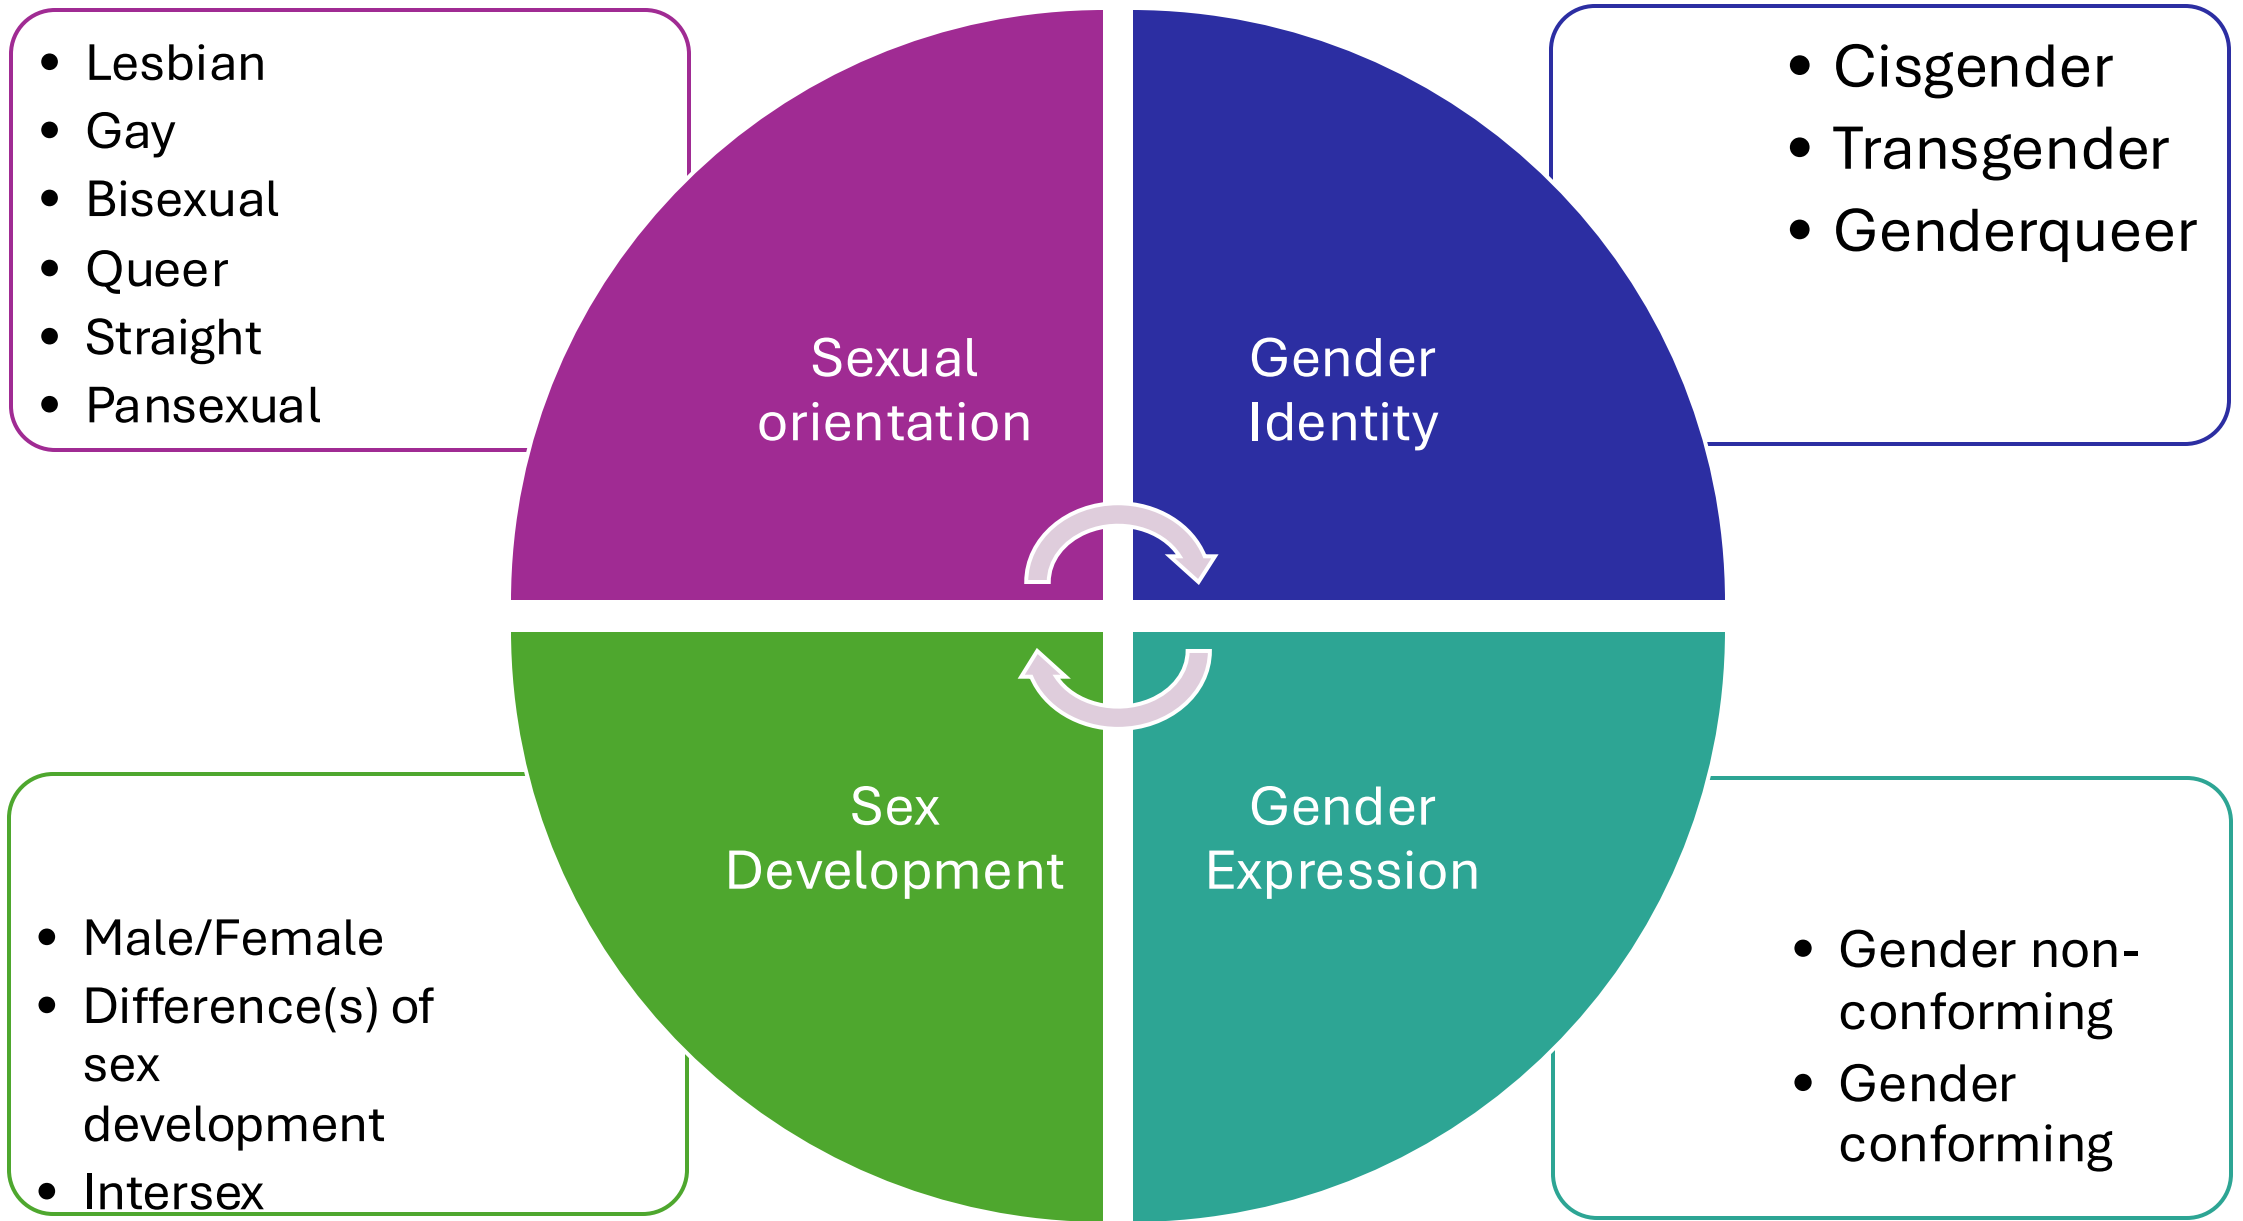 • Lesbian
• Gay
• Bisexual
• Queer
• Straight
• Pansexual
Sexual
orientation
Gender
Identity
• Cisgender
• Transgender
• Genderqueer
• Male/Female
• Difference(s) of
sex
development
• Intersex
Sex
Development
Gender
Expression
• Gender non-
conforming
• Gender
conforming